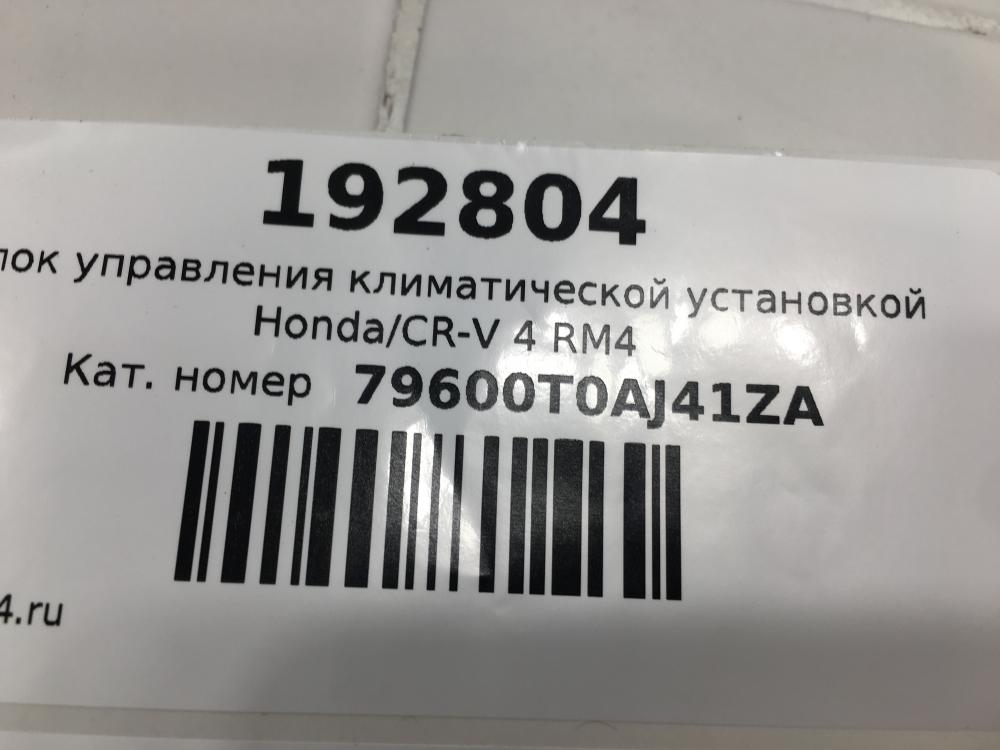 192804
лок управления климатической установкой
Honda/CR-V 4 RM4
Кат. номер 79600T0AJ41ZA
4.ru